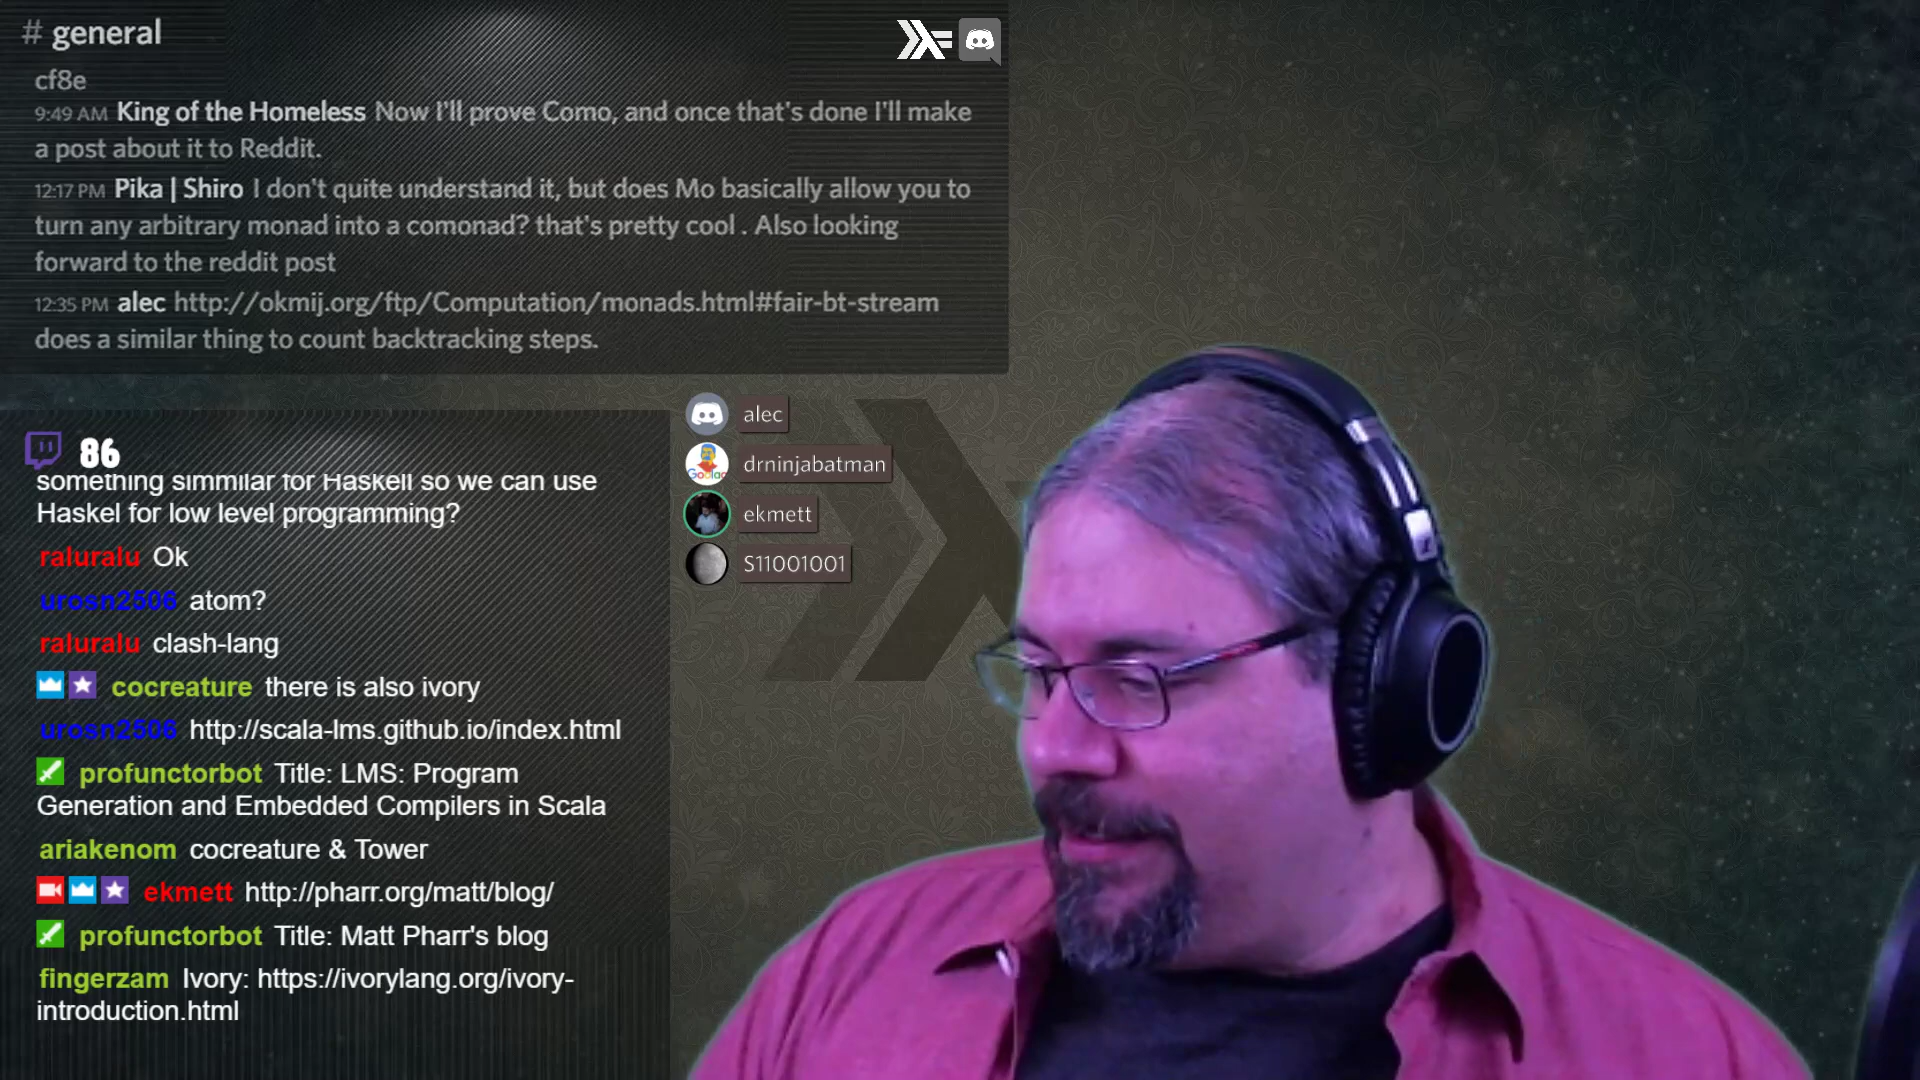 # general
cf8e
9:49 AM King of the Homeless Now I'll prove Como, and once that's done I'll make
a post about it to Reddit.
12:17 PM Pika | Shiro I don't quite understand it, but does Mo basically allow you to
turn any arbitrary monad into a comonad? that's pretty cool . Also looking
forward to the reddit post
12:35 PM alec http://okmij.org/ftp/Computation/monads.html#fair-bt-stream
does a similar thing to count backtracking steps.
86
something simmilar for Haskell so we can use
Haskel for low level programming?
raluralu Ok
urosn2506 atom?
raluralu clash-lang
cocreature there is also ivory
urosn2506 http://scala-lms.github.io/index.html
profunctorbot Title: LMS: Program
Generation and Embedded Compilers in Scala
ariakenom cocreature & Tower
ekmett http://pharr.org/matt/blog/
profunctorbot Title: Matt Pharr's blog
fingerzam Ivory: https://ivorylang.org/ivory-
introduction.html
alec
drninjabatman
ekmett
S11001001